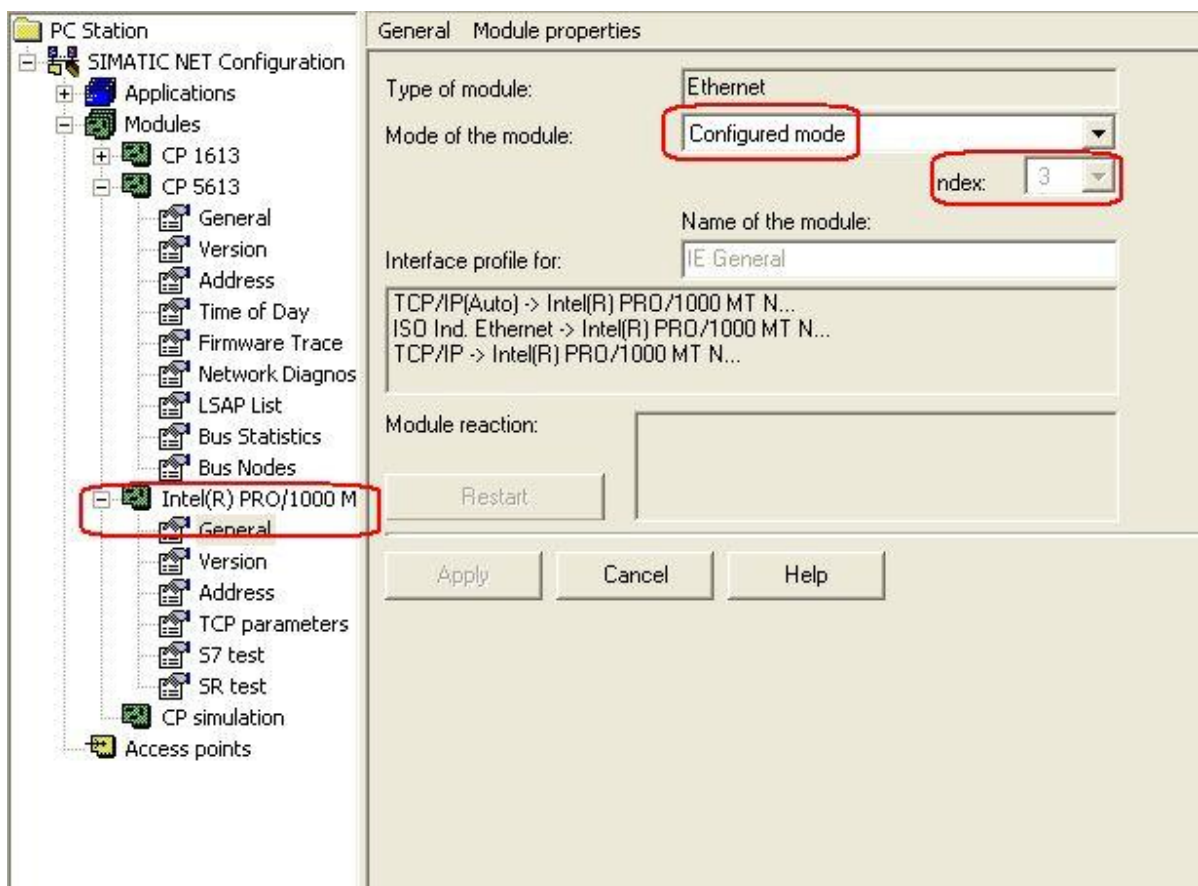 PC Station
SIMATIC NET Configuration
Applications
Modules
CP 1613
CP 5613
General
Version
Address
Time of Day
Firmware Trace
Network Diagnos
LSAP List
Bus Statistics
Bus Nodes
Intel(R) PRO/1000 M
General
Version
Address
TCP parameters
S7 test
SR test
CP simulation
Access points
General Module properties
Type of module: Ethernet
Mode of the module: Configured mode
ndex: 3
Name of the module:
Interface profile for: IE General
TCP/IP(Auto) -> Intel(R) PRO/1000 MT N...
ISO Ind. Ethernet -> Intel(R) PRO/1000 MT N...
TCP/IP -> Intel(R) PRO/1000 MT N...
Module reaction:
Restart
Apply Cancel Help